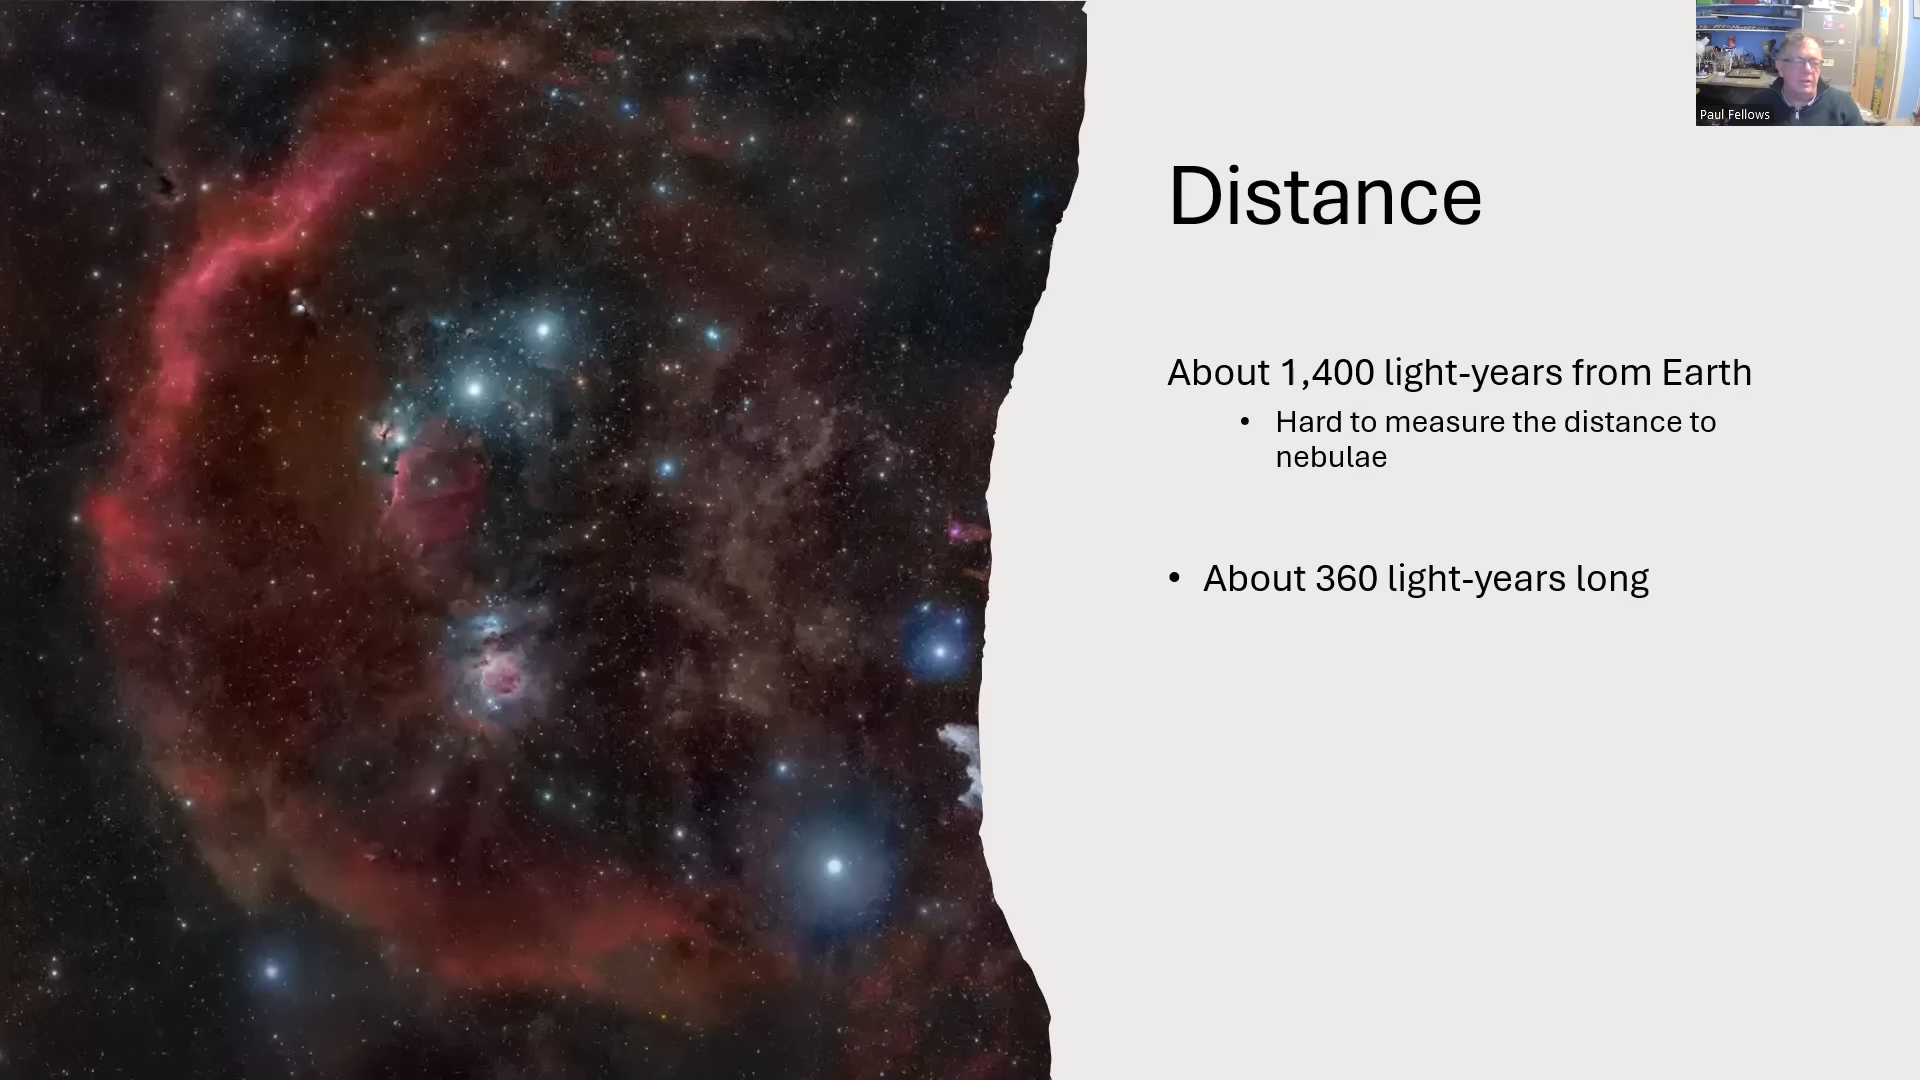 Paul Fellows
Distance
About 1,400 light-years from Earth
• Hard to measure the distance to
nebulae
• About 360 light-years long